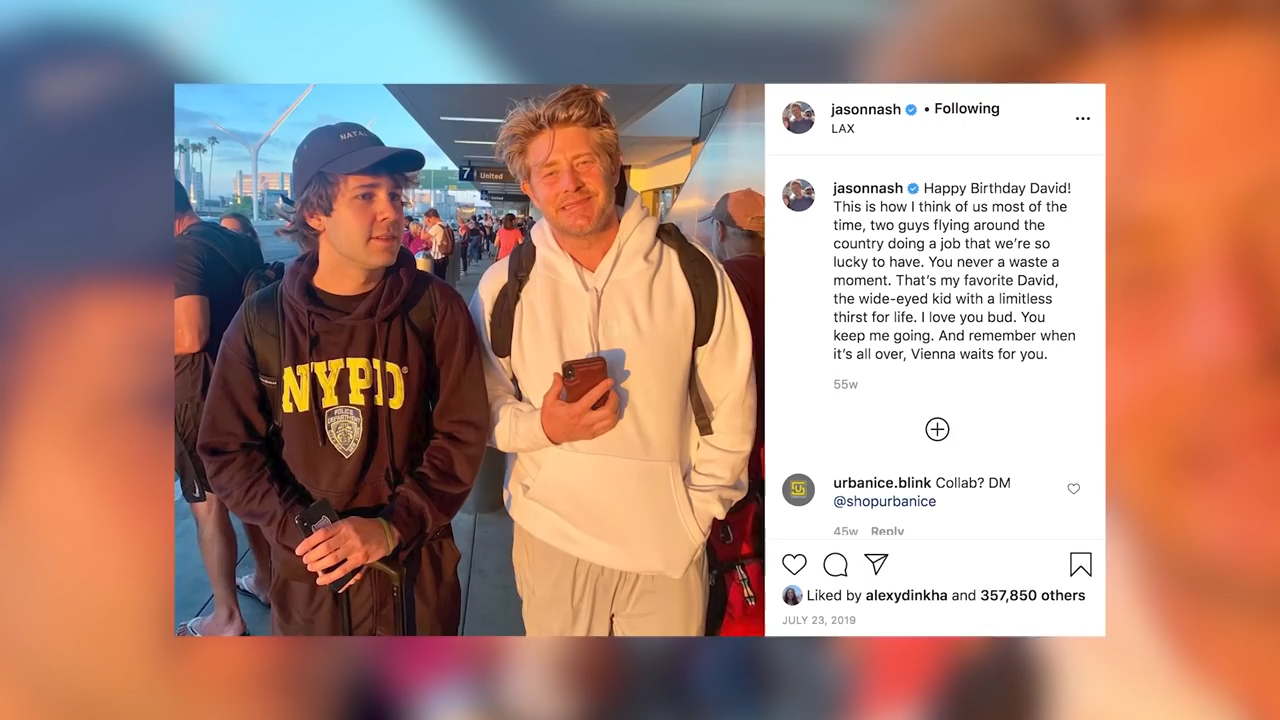 NATAL
7 United
United
NYPD®
POLICE
DEPARTMENT
jasonnash • Following
LAX
jasonnash Happy Birthday David!
This is how I think of us most of the
time, two guys flying around the
country doing a job that we're so
lucky to have. You never a waste a
moment. That's my favorite David,
the wide-eyed kid with a limitless
thirst for life. I love you bud. You
keep me going. And remember when
it's all over, Vienna waits for you.
55w
urbanice.blink Collab? DM
@shopurbanice
45w Reply
Liked by alexydinkha and 357,850 others
JULY 23, 2019